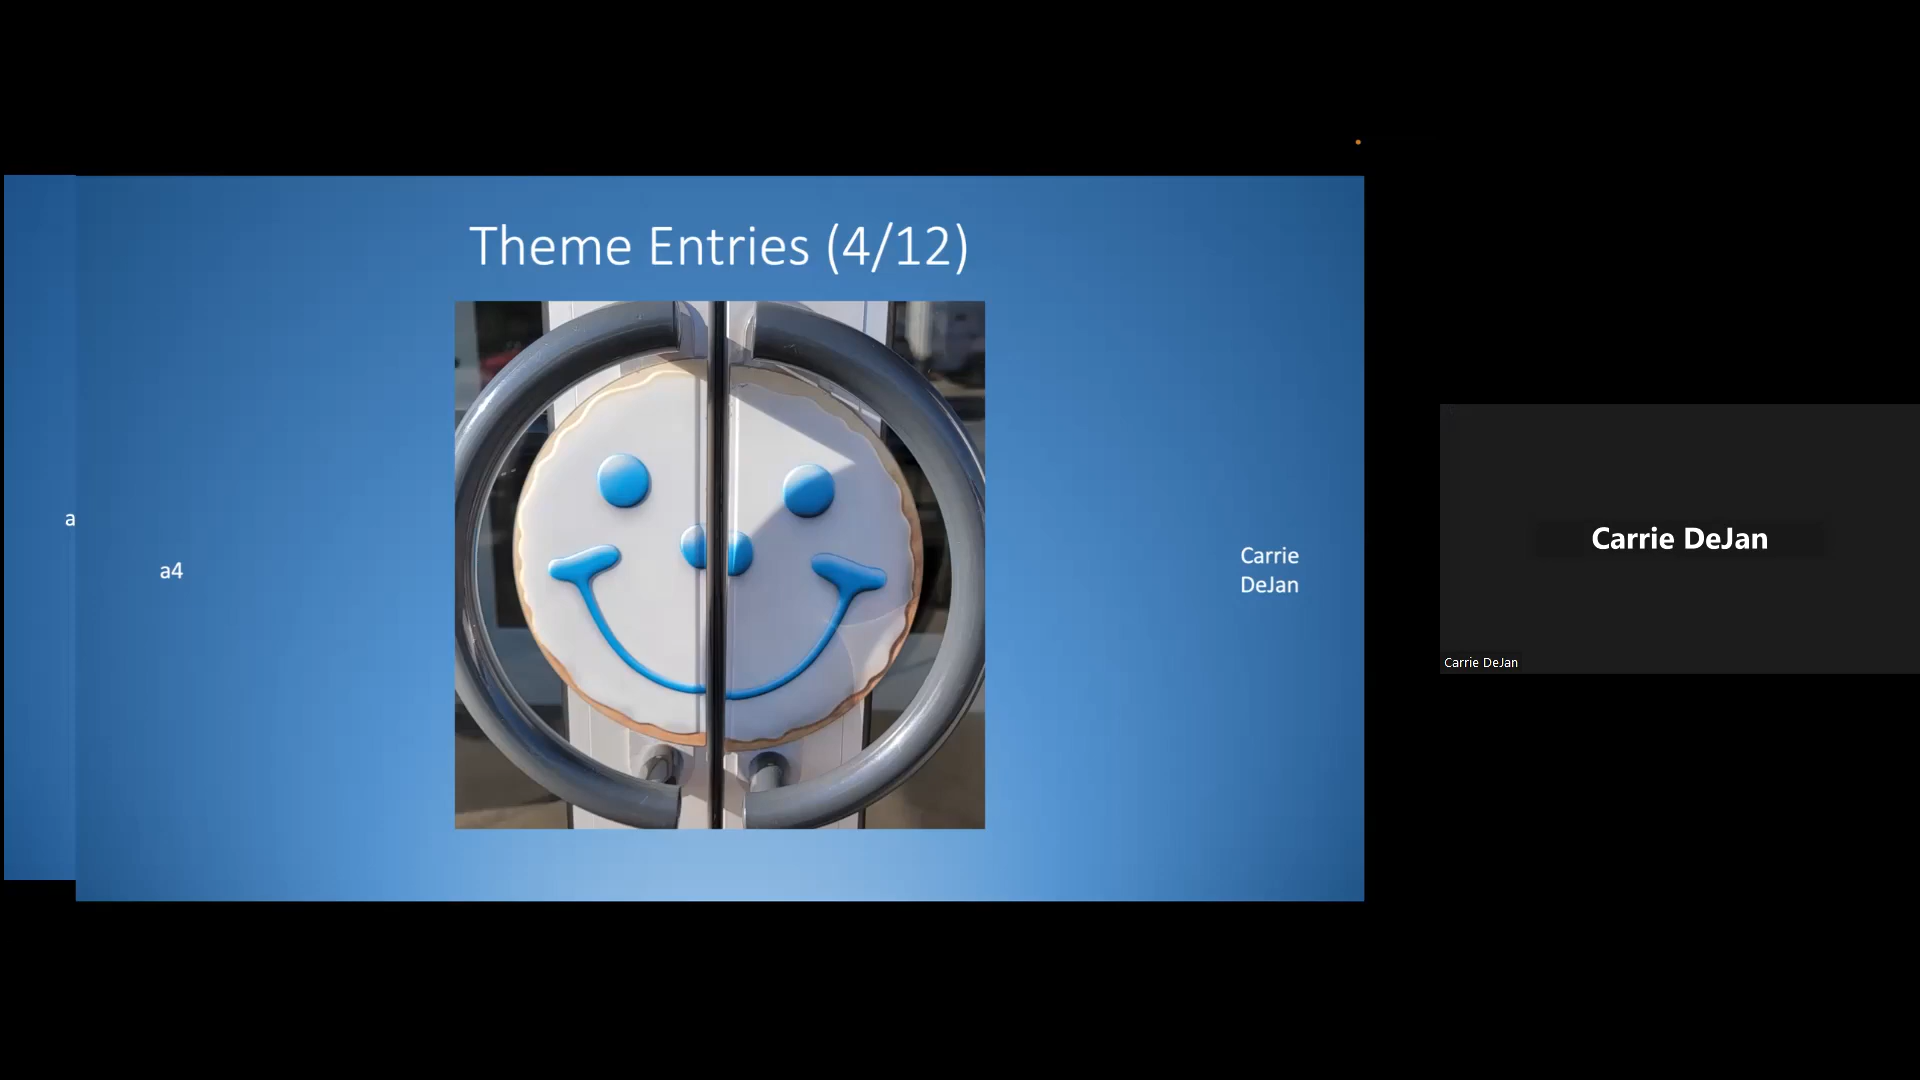 Theme Entries (4/12)
a
a4
Carrie
DeJan
Carrie DeJan
Carrie DeJan